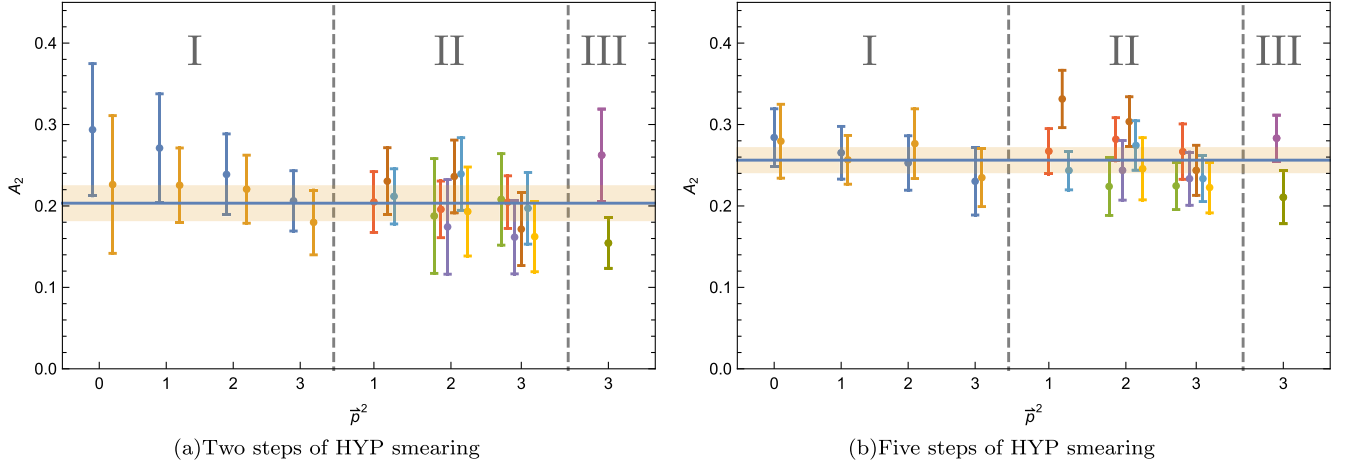 I II III
0.4
0.3
0.2
0.1
0.0
A2
0 1 2 3 1 2 3 3
p⃗ 2
(a)Two steps of HYP smearing
I II III
0.4
0.3
0.2
0.1
0.0
A2
0 1 2 3 1 2 3 3
p⃗ 2
(b)Five steps of HYP smearing